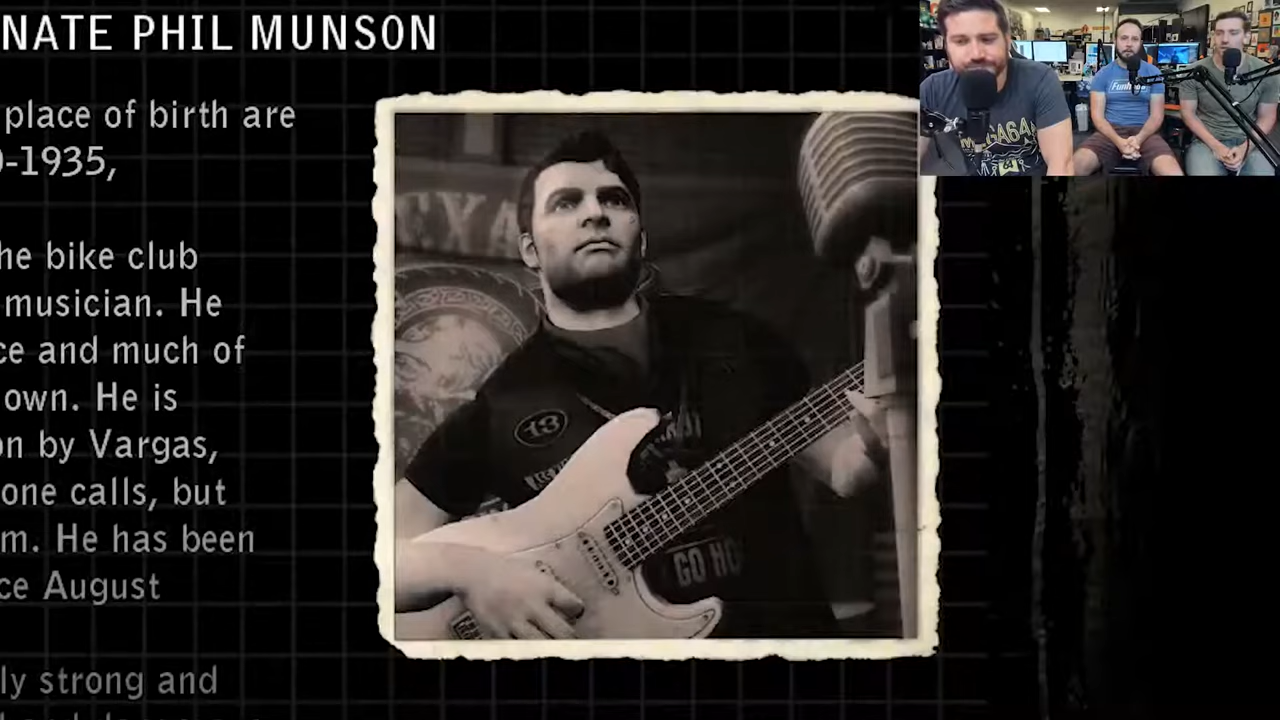 NATE PHIL MUNSON
place of birth are
-1935,
he bike club
musician. He
ce and much of
own. He is
on by Vargas,
one calls, but
m. He has been
ce August
ly strong and
13
GO HO
Funhaus